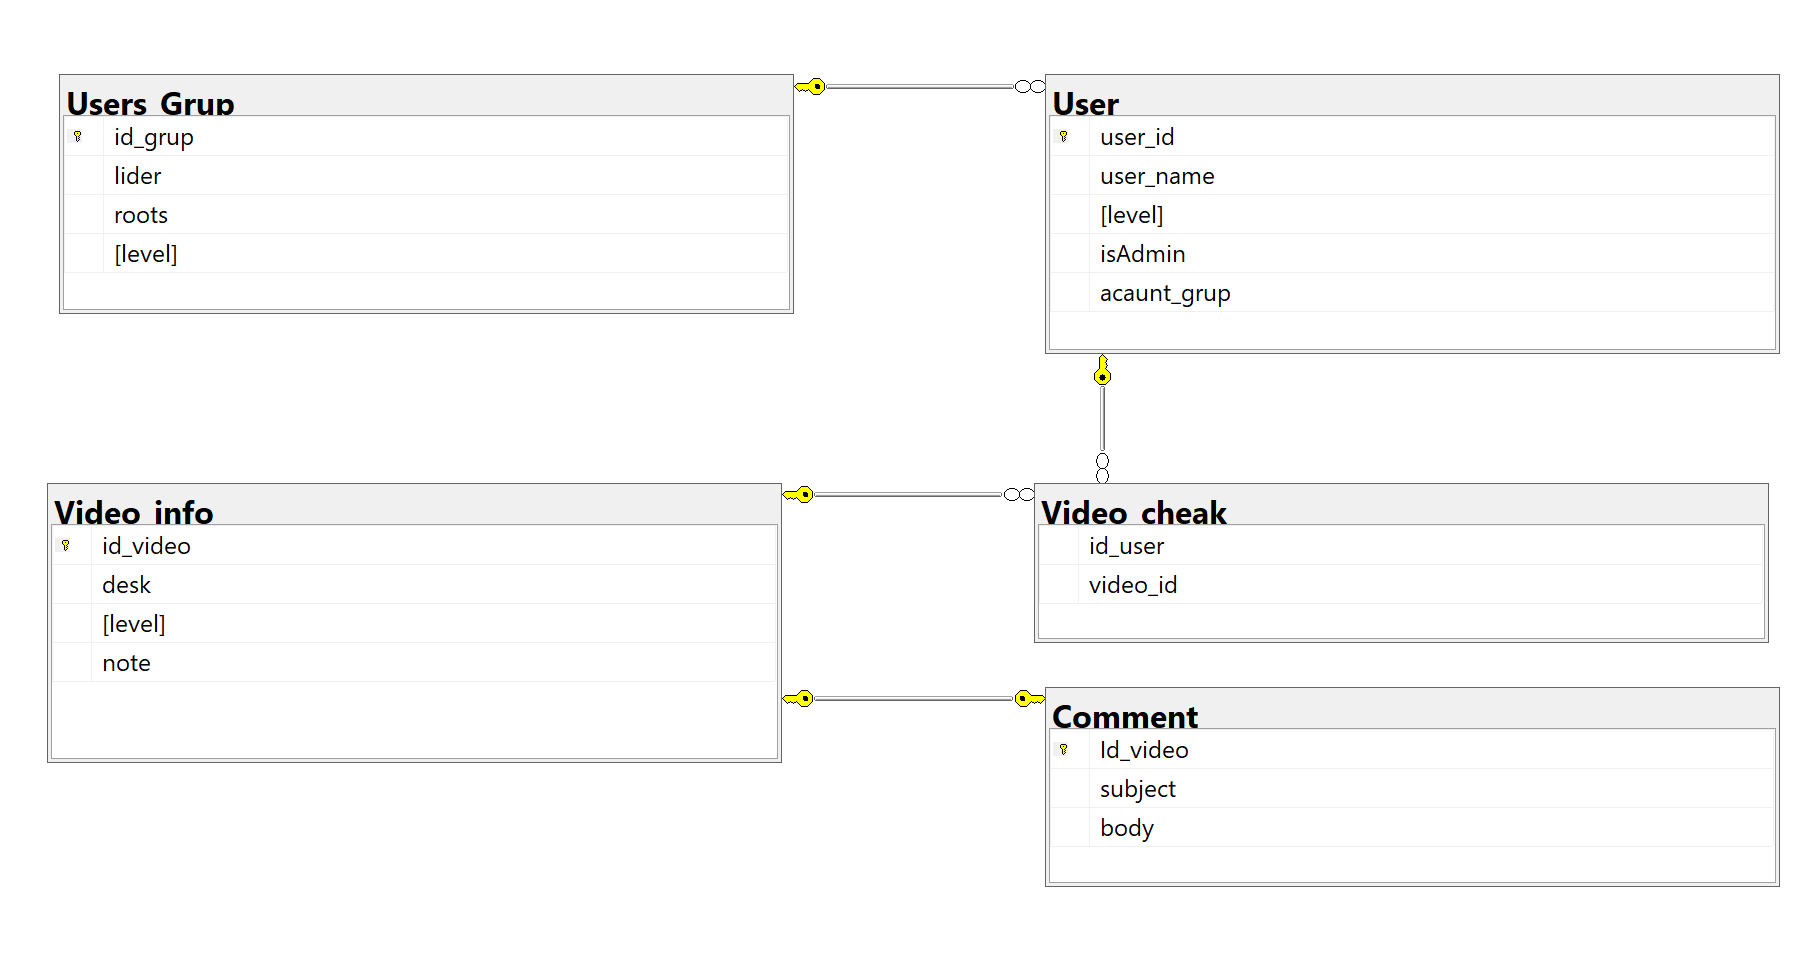 Users_Grup
id_grup
lider
roots
[level]
User
user_id
user_name
[level]
isAdmin
acaunt_grup
Video_info
id_video
desk
[level]
note
Video_cheak
id_user
video_id
Comment
Id_video
subject
body